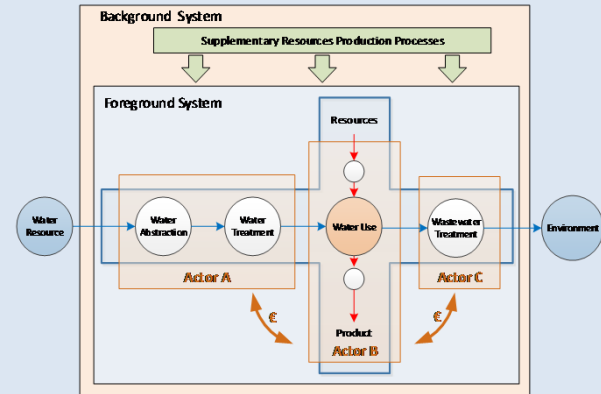 Background System
Supplementary Resources Production Processes
Foreground System
Resources
Water
Resource
Water
Abstraction
Water
Treatment
Water Use
Wastewater
Treatment
Environment
Actor A
Actor C
€
€
Product
Actor B